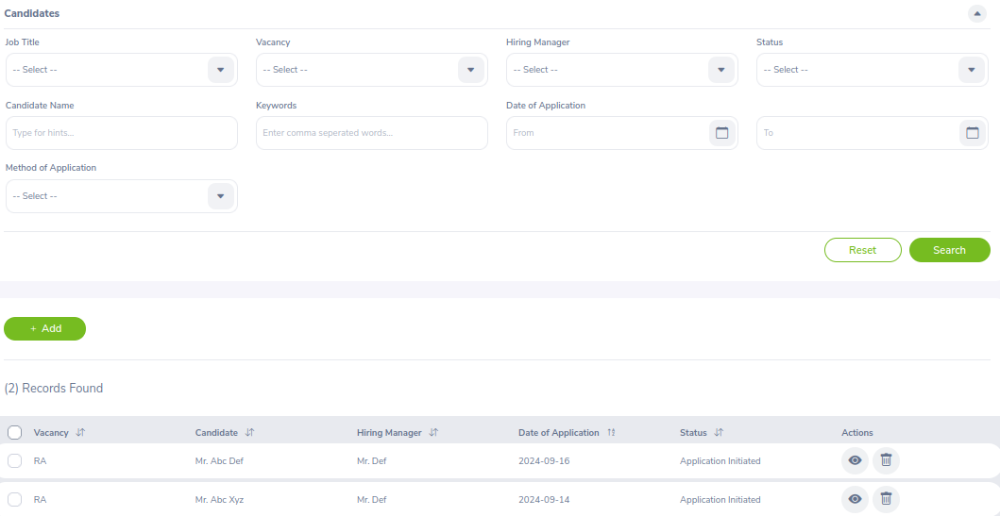 Candidates
Job Title Vacancy Hiring Manager Status
-- Select -- -- Select -- -- Select -- -- Select --
Candidate Name Keywords Date of Application
Type for hints... Enter comma seperated words... From To
Method of Application
-- Select --
Reset Search
+ Add
(2) Records Found
Vacancy Candidate Hiring Manager Date of Application Status Actions
RA Mr. Abc Def Mr. Def 2024-09-16 Application Initiated
RA Mr. Abc Xyz Mr. Def 2024-09-14 Application Initiated